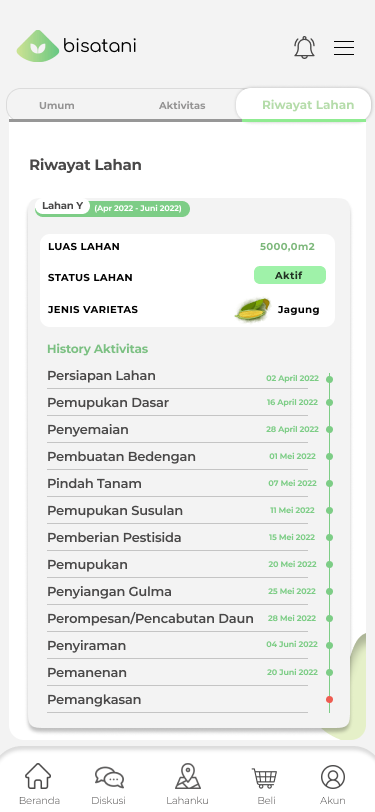 bisatani
Umum Aktivitas Riwayat Lahan
Riwayat Lahan
Lahan Y (Apr 2022 - Juni 2022)
LUAS LAHAN 5000,0m2
STATUS LAHAN Aktif
JENIS VARIETAS Jagung
History Aktivitas
Persiapan Lahan 02 April 2022
Pemupukan Dasar 16 April 2022
Penyemaian 28 April 2022
Pembuatan Bedengan 01 Mei 2022
Pindah Tanam 07 Mei 2022
Pemupukan Susulan 11 Mei 2022
Pemberian Pestisida 15 Mei 2022
Pemupukan 20 Mei 2022
Penyiangan Gulma 25 Mei 2022
Perompesan/Pencabutan Daun 28 Mei 2022
Penyiraman 04 Juni 2022
Pemanenan 20 Juni 2022
Pemangkasan
Beranda Diskusi Lahanku Beli Akun